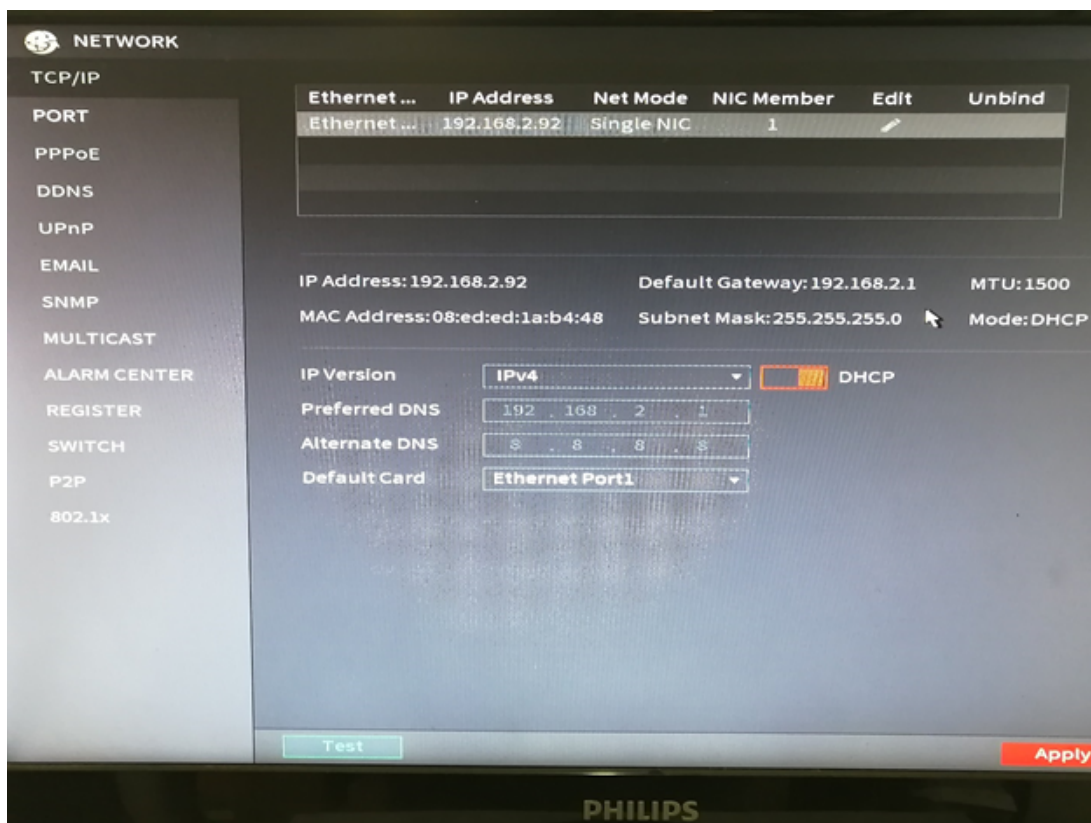 NETWORK
TCP/IP
PORT
PPPoE
DDNS
UPnP
EMAIL
SNMP
MULTICAST
ALARM CENTER
REGISTER
SWITCH
P2P
802.1x
Ethernet ... IP Address Net Mode NIC Member Edit Unbind
Ethernet ... 192.168.2.92 Single NIC 1
IP Address:192.168.2.92 Default Gateway:192.168.2.1 MTU:1500
MAC Address:08:ed:ed:1a:b4:48 Subnet Mask:255.255.255.0 Mode:DHCP
IP Version IPv4 DHCP
Preferred DNS 192 . 168 . 2 . 1
Alternate DNS 8 . 8 . 8 . 8
Default Card Ethernet Port1
Test Apply
PHILIPS